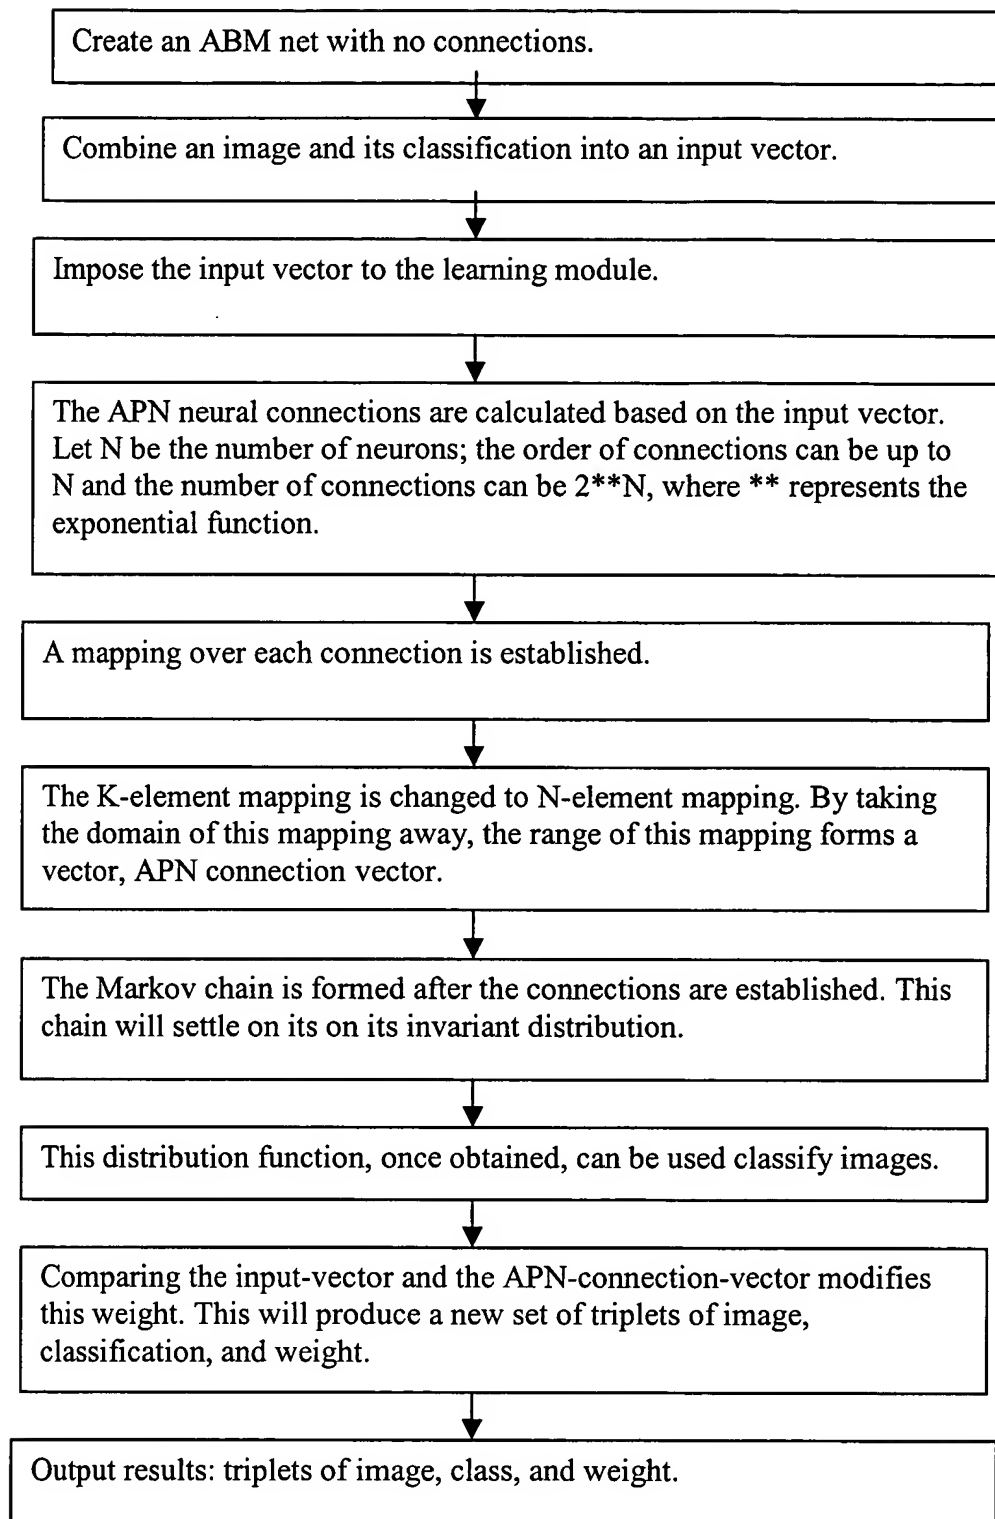 Create an ABM net with no connections.
Combine an image and its classification into an input vector.
Impose the input vector to the learning module.
The APN neural connections are calculated based on the input vector.
Let N be the number of neurons; the order of connections can be up to
N and the number of connections can be 2**N, where ** represents the
exponential function.
A mapping over each connection is established.
The K-element mapping is changed to N-element mapping. By taking
the domain of this mapping away, the range of this mapping forms a
vector, APN connection vector.
The Markov chain is formed after the connections are established. This
chain will settle on its on its invariant distribution.
This distribution function, once obtained, can be used classify images.
Comparing the input-vector and the APN-connection-vector modifies
this weight. This will produce a new set of triplets of image,
classification, and weight.
Output results: triplets of image, class, and weight.